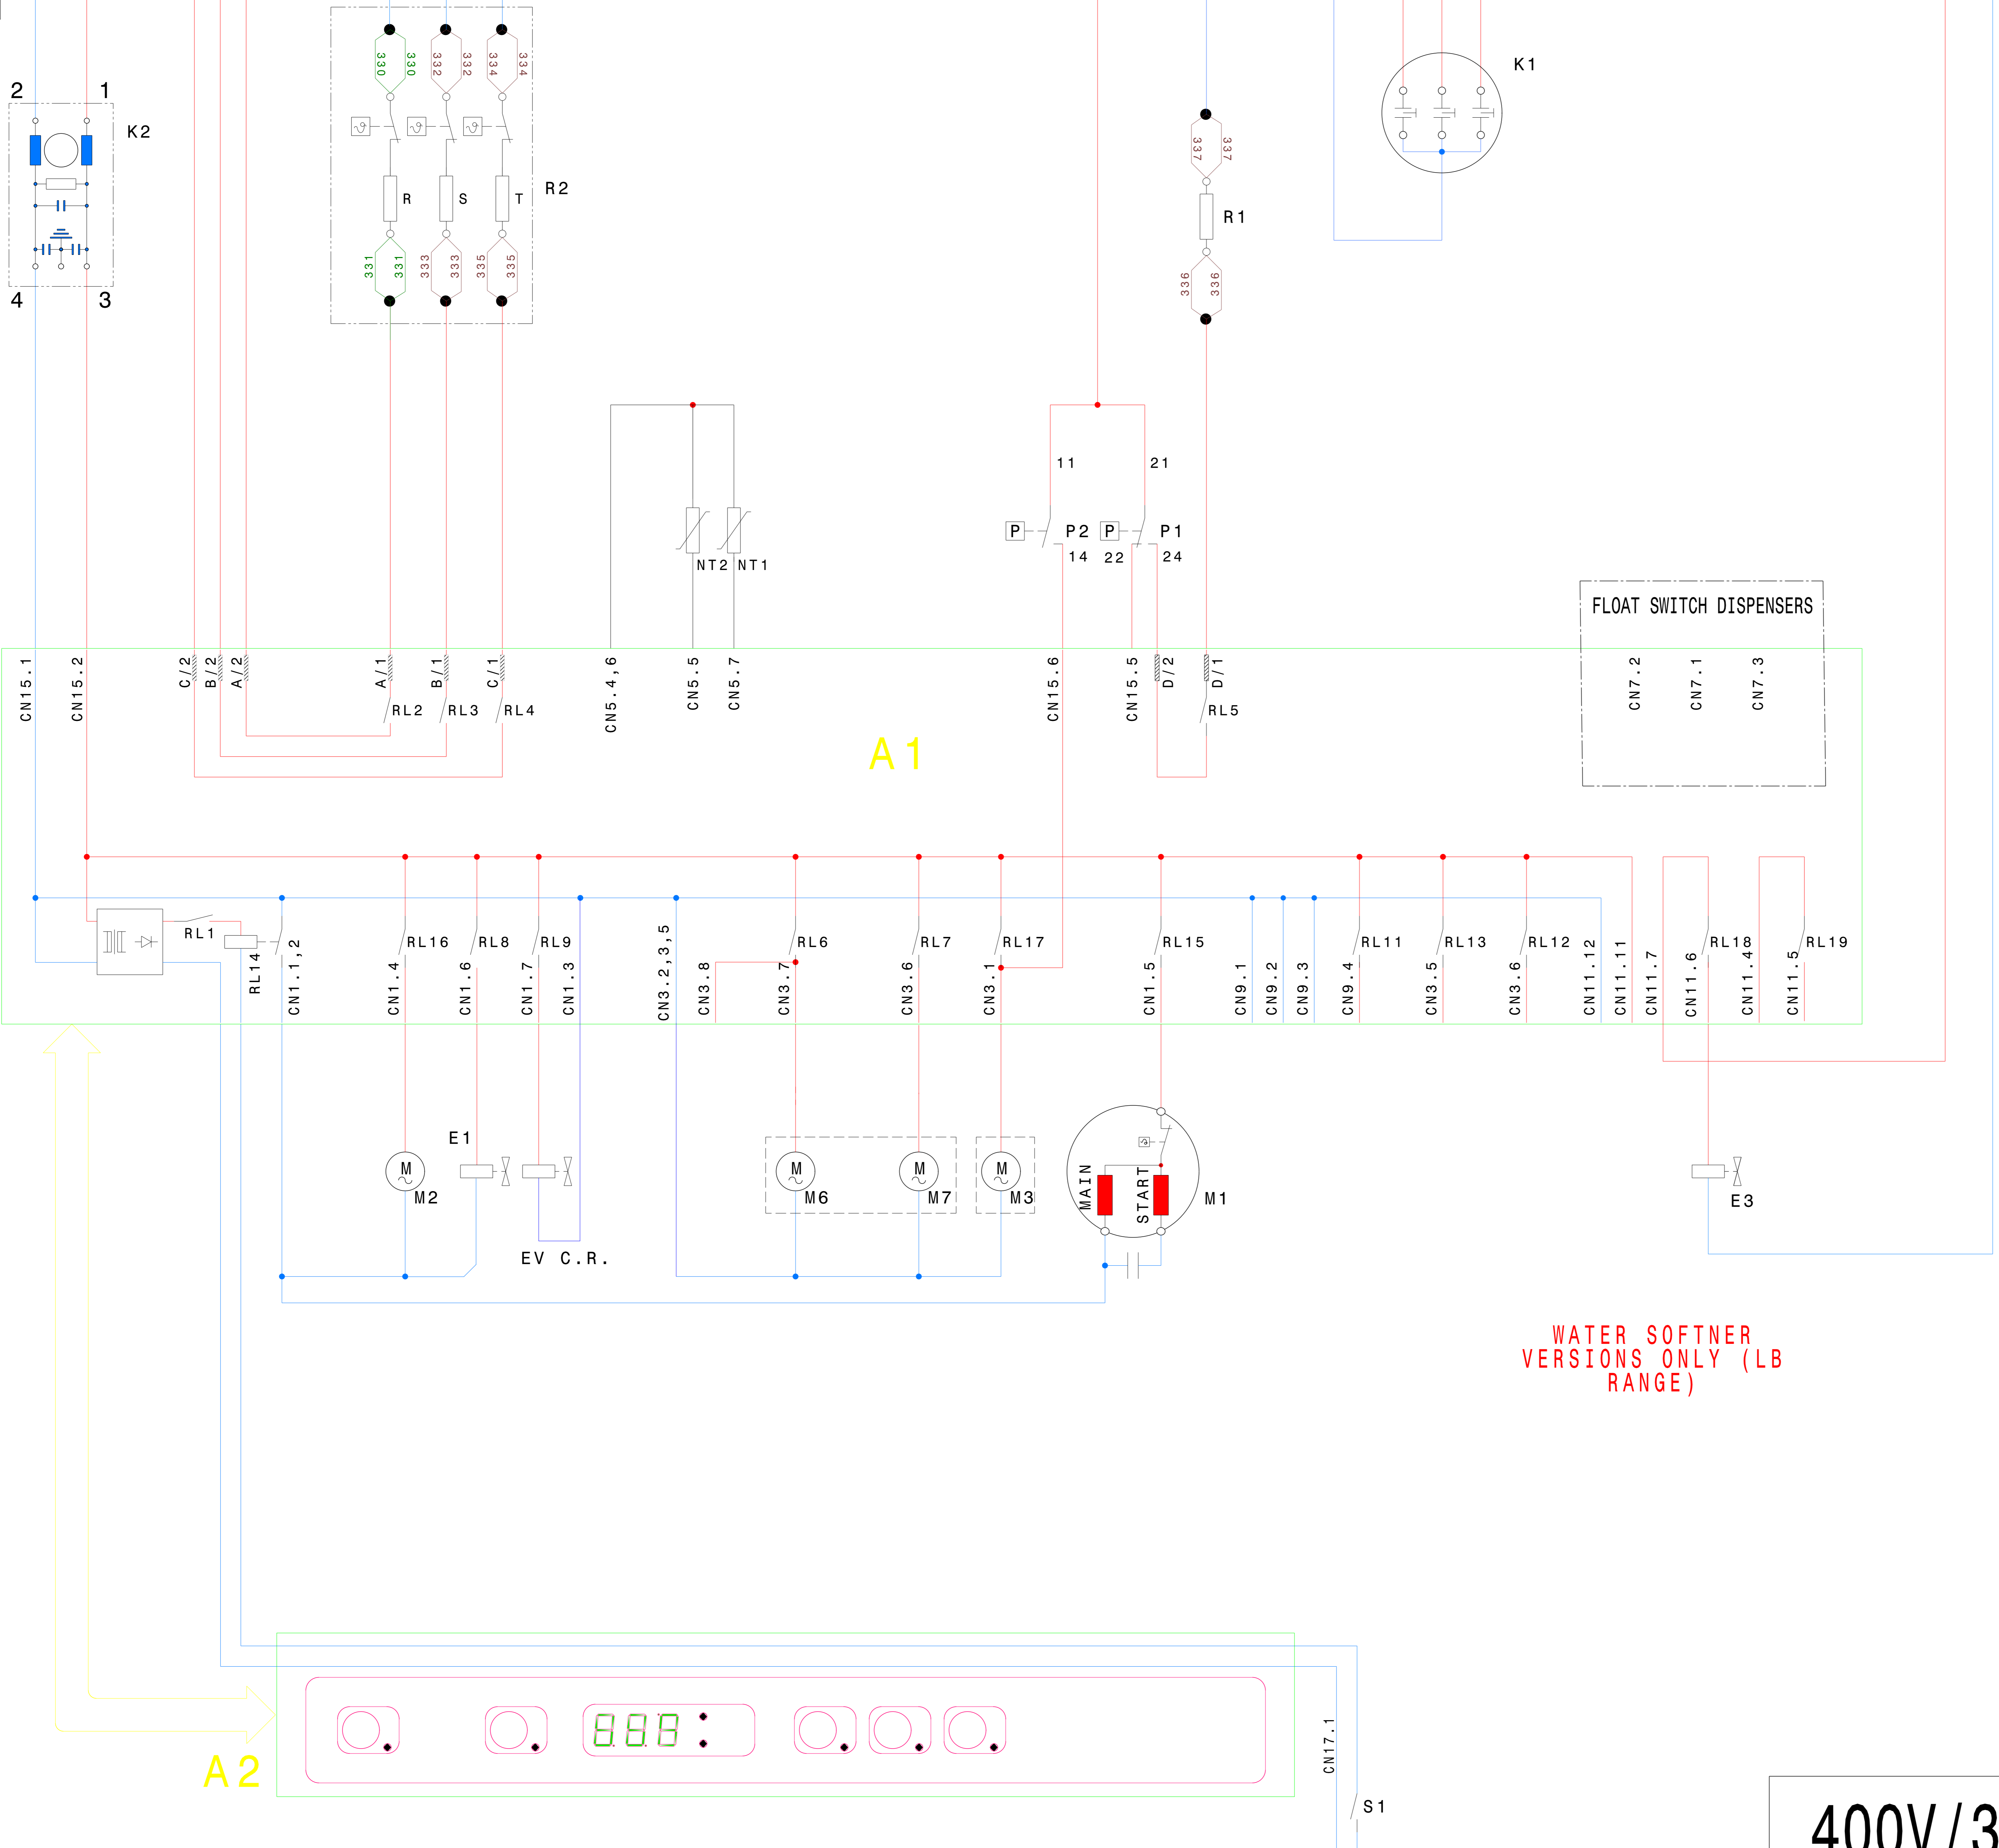 330
330
332
332
334
334
K1
2
1
K2
337
337
R
S
T
R2
R1
331
331
333
333
335
335
336
336
4
3
11
21
P
P2
P
P1
14
22
24
NT2
NT1
FLOAT SWITCH DISPENSERS
CN15.1
CN15.2
C/2
B/2
A/2
A/1
B/1
C/1
CN5.4,6
CN5.5
CN5.7
CN15.6
CN15.5
D/2
D/1
CN7.2
CN7.1
CN7.3
RL2
RL3
RL4
RL5
A1
RL1
RL14
CN1.1,2
RL16
RL8
RL9
RL6
RL7
RL17
RL15
RL11
RL13
RL12
RL18
RL19
CN1.4
CN1.6
CN1.7
CN1.3
CN3.2,3,5
CN3.8
CN3.7
CN3.6
CN3.1
CN1.5
CN9.1
CN9.2
CN9.3
CN9.4
CN3.5
CN3.6
CN11.12
CN11.11
CN11.7
CN11.6
CN11.4
CN11.5
E1
M
M2
M
M6
M
M7
M
M3
MAIN
START
M1
E3
EV C.R.
WATER SOFTNER
VERSIONS ONLY (LB
RANGE)
CN17.1
A2
S1
400V/3